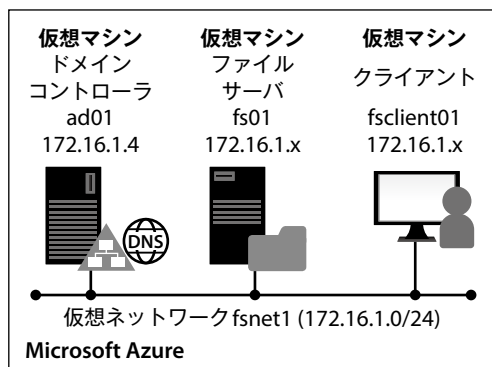 仮想マシン
ドメイン
コントローラ
ad01
172.16.1.4
仮想マシン
ファイル
サーバ
fs01
172.16.1.x
仮想マシン
クライアント
fsclient01
172.16.1.x
DNS
仮想ネットワーク fsnet1 (172.16.1.0/24)
Microsoft Azure